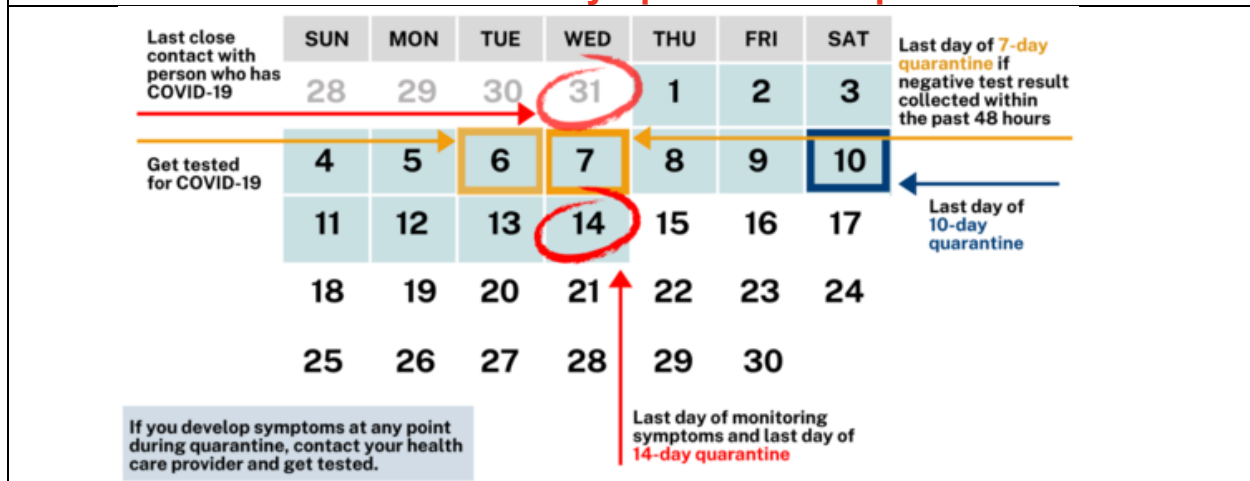 Last close
contact with
person who has
COVID-19
SUN MON TUE WED THU FRI SAT
28 29 30 31 1 2 3
Last day of 7-day
quarantine if
negative test result
collected within
the past 48 hours
Get tested
for COVID-19
4 5 6 7 8 9 10
11 12 13 14 15 16 17
Last day of
10-day
quarantine
18 19 20 21 22 23 24
25 26 27 28 29 30
If you develop symptoms at any point
during quarantine, contact your health
care provider and get tested.
Last day of monitoring
symptoms and last day of
14-day quarantine